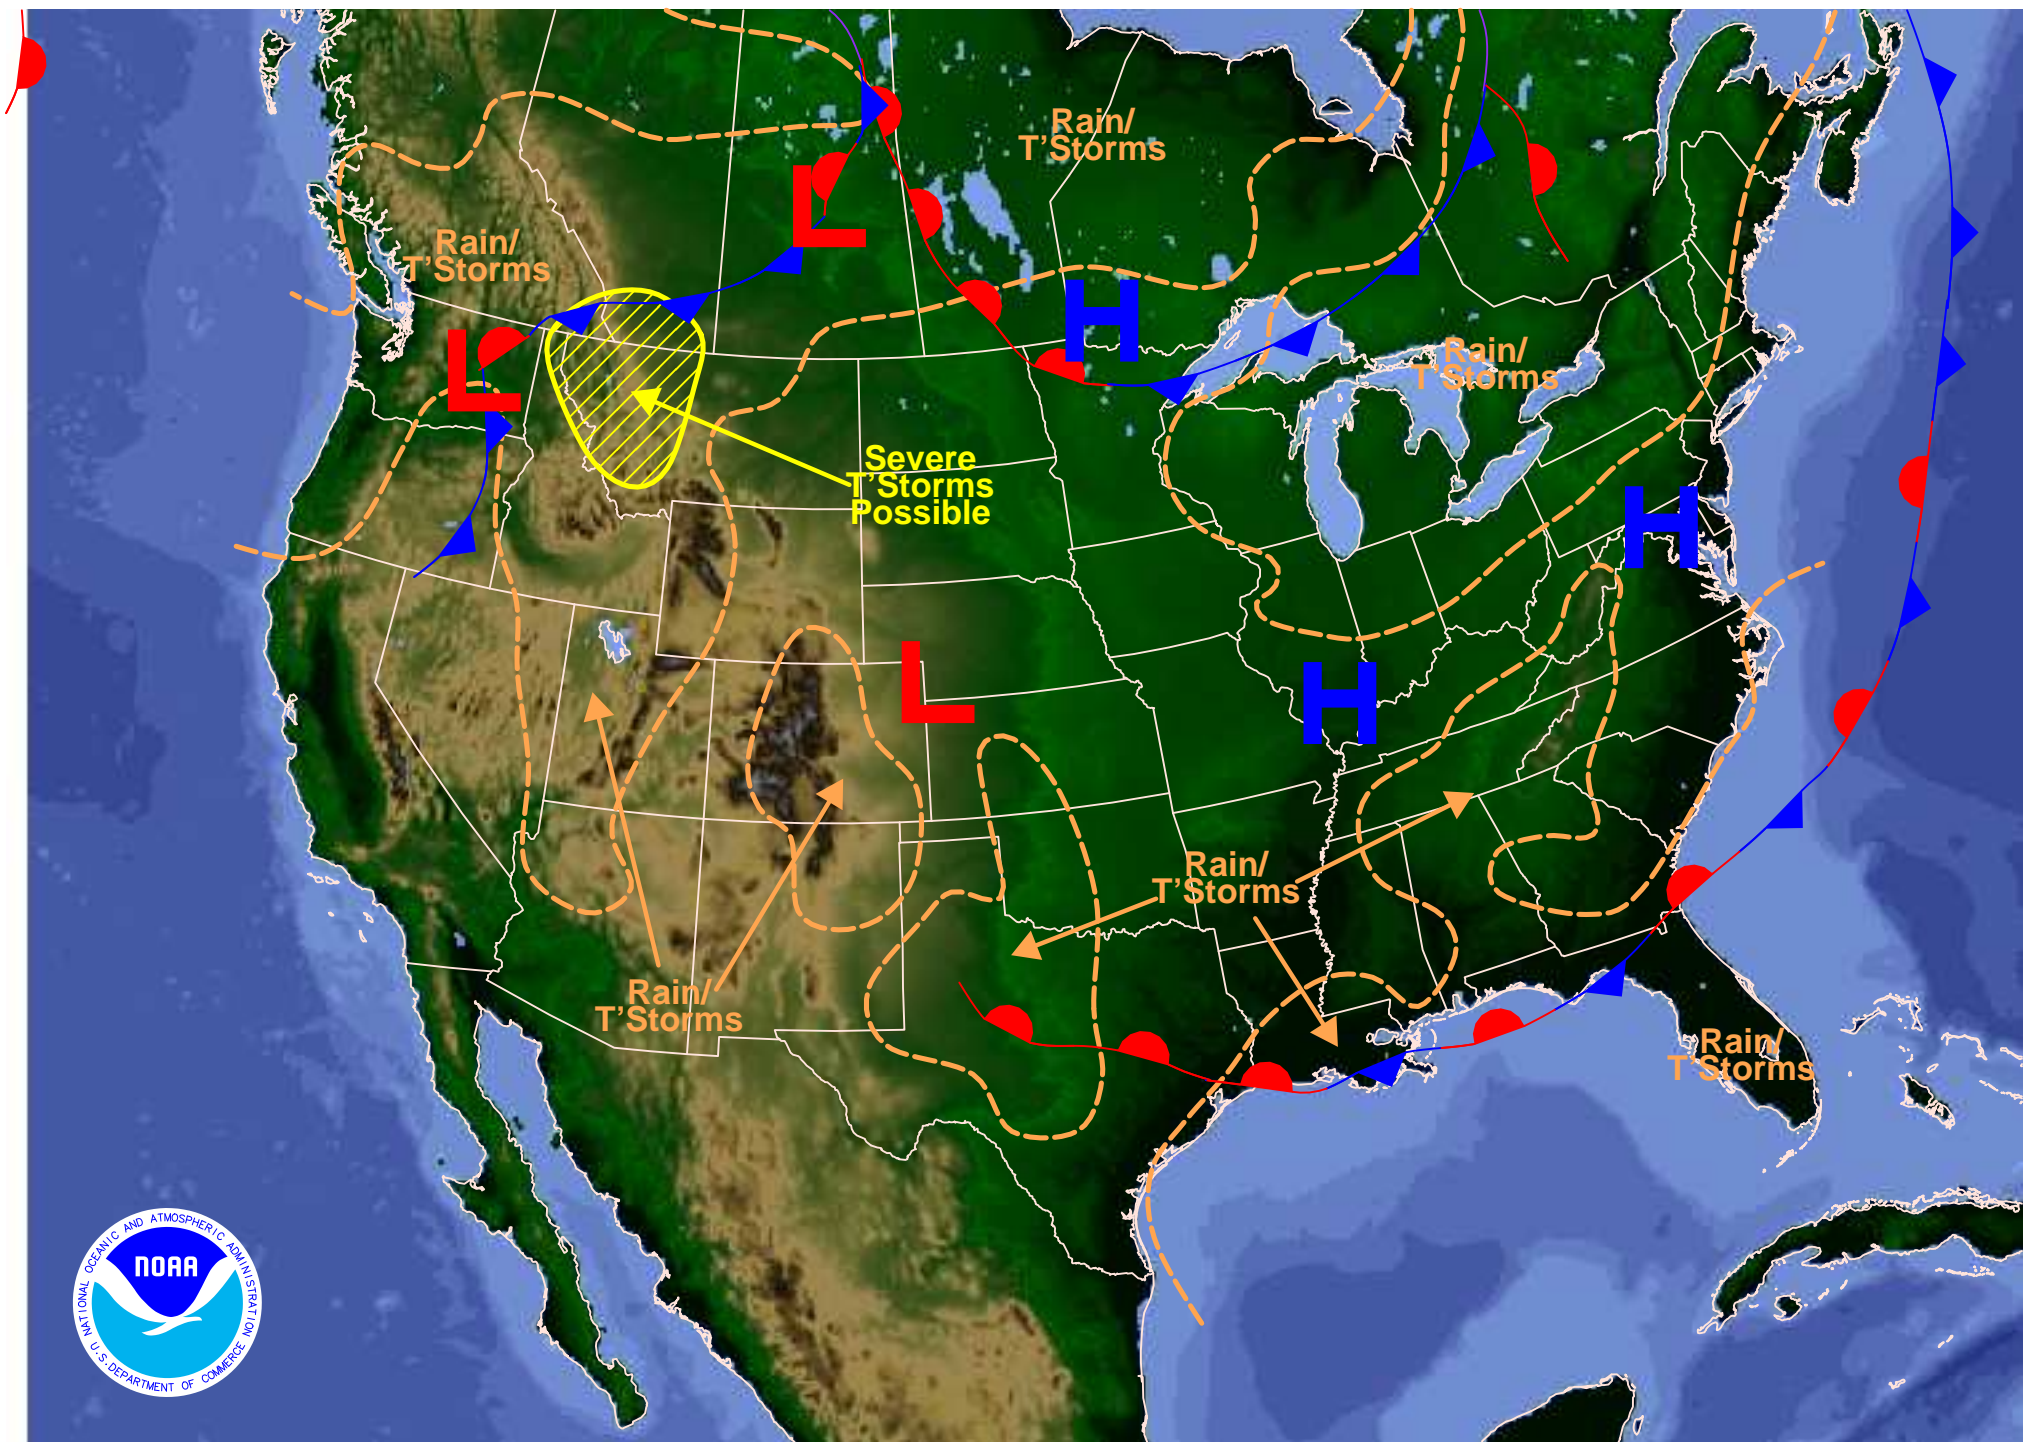 Rain/
T'Storms
Rain/
T'Storms
L
L
H
Rain/
T'Storms
Severe
T'Storms
Possible
H
L
H
Rain/
T'Storms
Rain/
T'Storms
Rain/
T'Storms
NATIONAL OCEANIC AND ATMOSPHERIC ADMINISTRATION
NOAA
U.S. DEPARTMENT OF COMMERCE